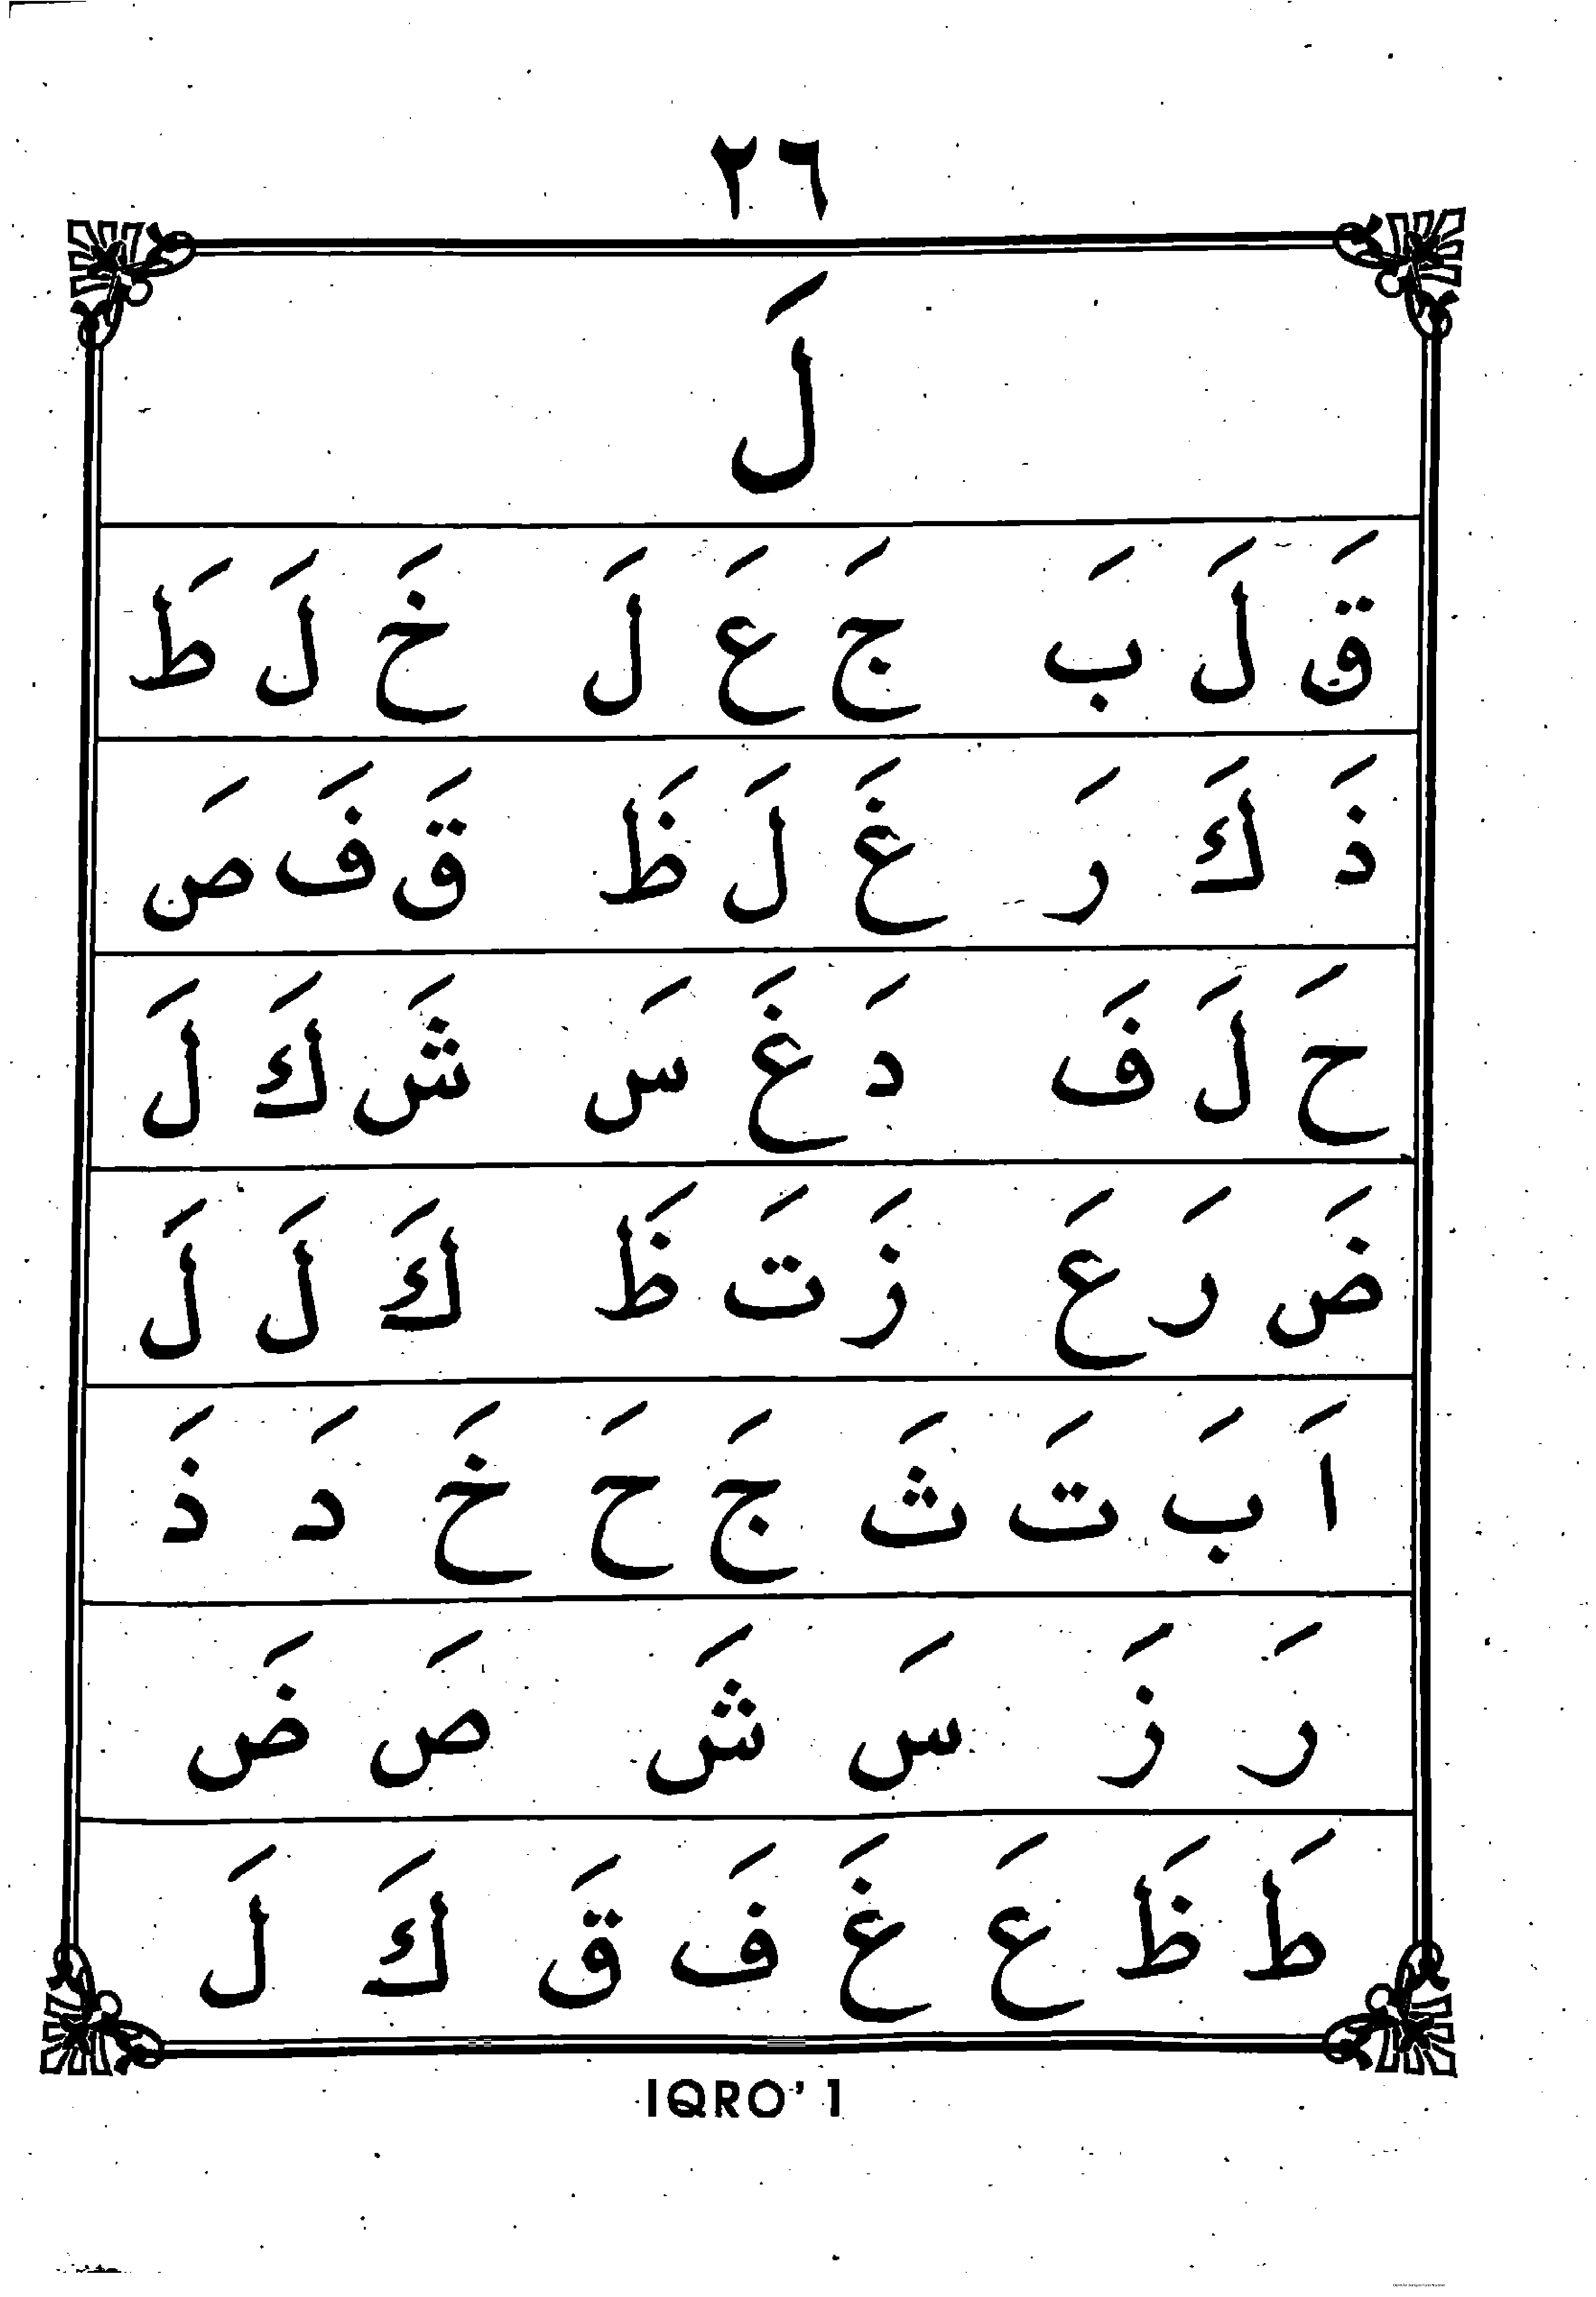 ٢٦
لَ
قَ لَ بَ جَ عَ لَ خَ لَ طَ
ذَ كَ رَ غَ لَ ظَ قَ فَ صَ
حَ لَ فَ دَ غَ سَ شَ كَ لَ
ضَ رَ عَ زَ تَ ظَ كَ لَ لَ
اَ بَ تَ ثَ جَ حَ خَ دَ ذَ
رَ زَ سَ شَ صَ ضَ
طَ ظَ عَ غَ فَ قَ كَ لَ
IQRO' 1